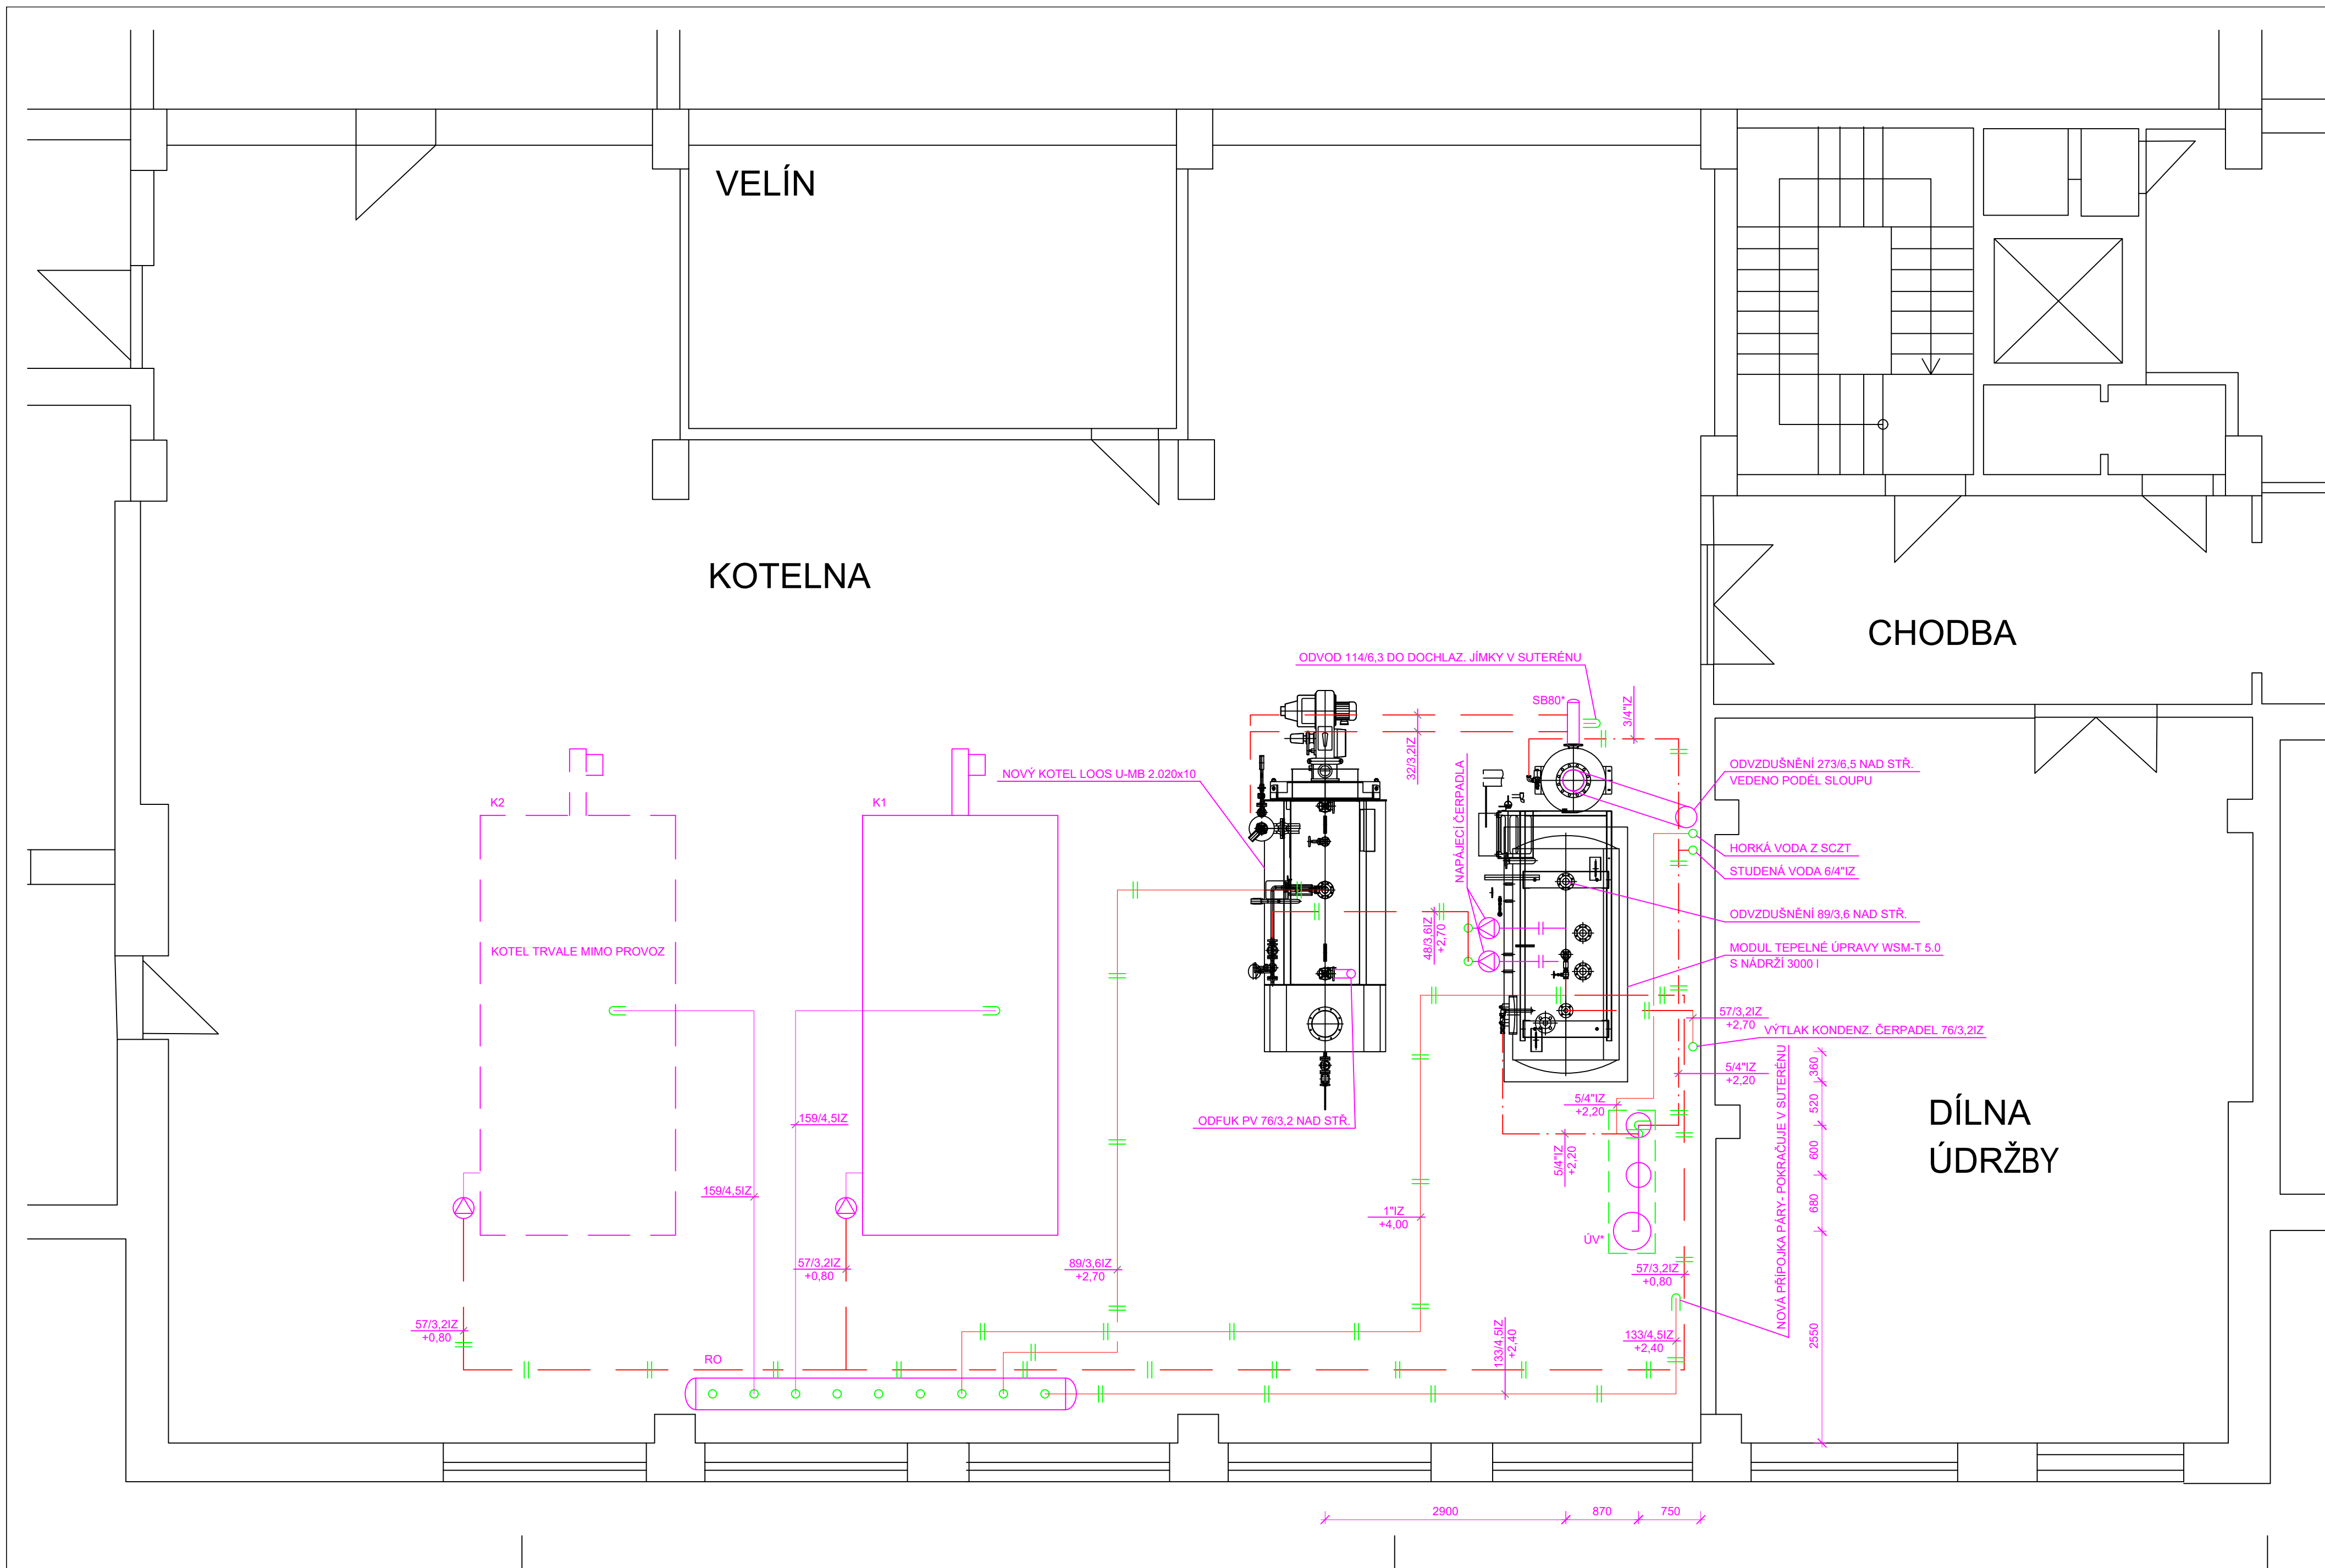 VELÍN
KOTELNA
CHODBA
ODVOD 114/6,3 DO DOCHLAZ. JÍMKY V SUTERÉNU
SB80*
3/4"IZ
32/3,2IZ
NAPÁJECÍ ČERPADLA
NOVÝ KOTEL LOOS U-MB 2.020x10
ODVZDUŠNĚNÍ 273/6,5 NAD STŘ.
VEDENO PODÉL SLOUPU
K2
K1
HORKÁ VODA Z SCZT
STUDENÁ VODA 6/4"IZ
ODVZDUŠNĚNÍ 89/3,6 NAD STŘ.
48/3,6IZ
+2,70
KOTEL TRVALE MIMO PROVOZ
MODUL TEPELNÉ ÚPRAVY WSM-T 5.0
S NÁDRŽÍ 3000 l
57/3,2IZ
+2,70
VÝTLAK KONDENZ. ČERPADEL 76/3,2IZ
5/4"IZ
+2,20
360
520
600
680
2550
NOVÁ PŘÍPOJKA PÁRY- POKRAČUJE V SUTERÉNU
5/4"IZ
+2,20
159/4,5IZ
ODFUK PV 76/3,2 NAD STŘ.
DÍLNA
ÚDRŽBY
5/4"IZ
+2,20
159/4,5IZ
1"IZ
+4,00
ÚV*
57/3,2IZ
+0,80
89/3,6IZ
+2,70
57/3,2IZ
+0,80
57/3,2IZ
+0,80
133/4,5IZ
+2,40
133/4,5IZ
+2,40
RO
2900
870
750